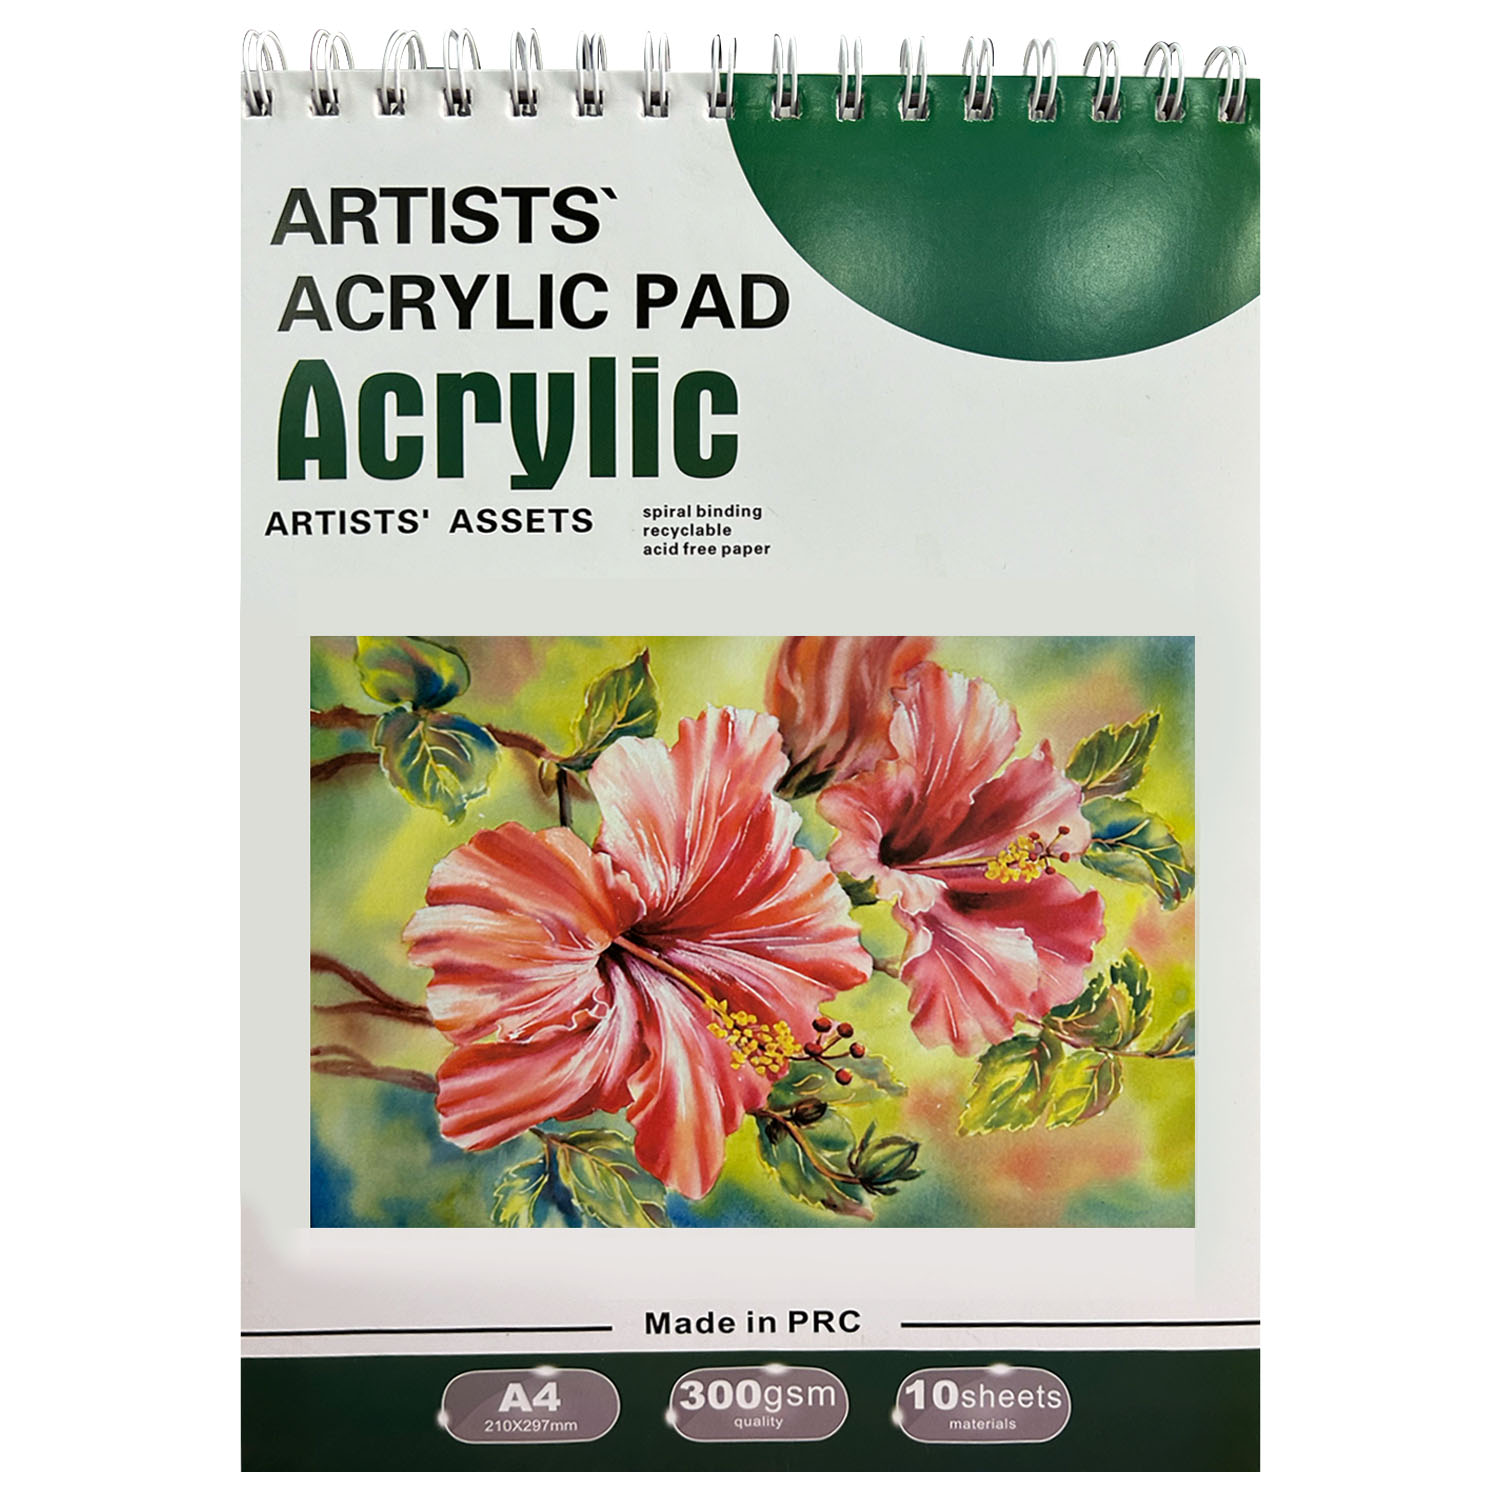 ARTISTS`
ACRYLIC PAD
Acrylic
ARTISTS' ASSETS
spiral binding
recyclable
acid free paper
Made in PRC
A4
210X297mm
300gsm
quality
10sheets
materials